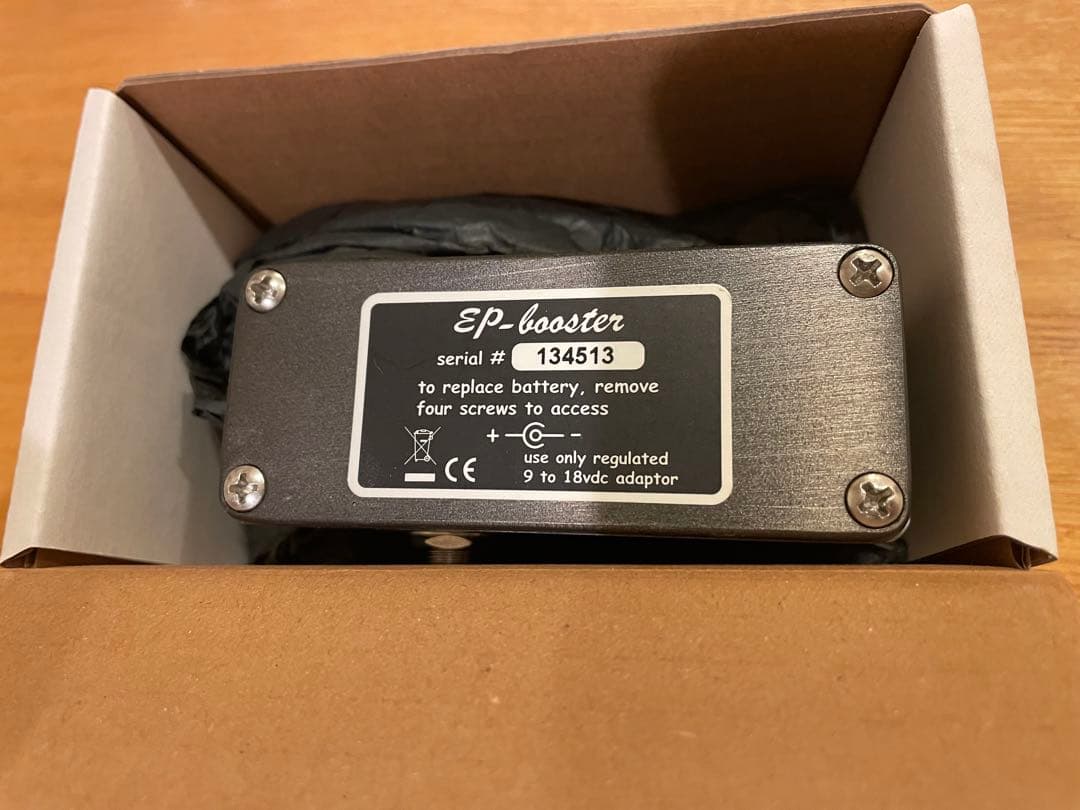 EP-booster
serial # 134513
to replace battery, remove
four screws to access
+ -
use only regulated
CE 9 to 18vdc adaptor